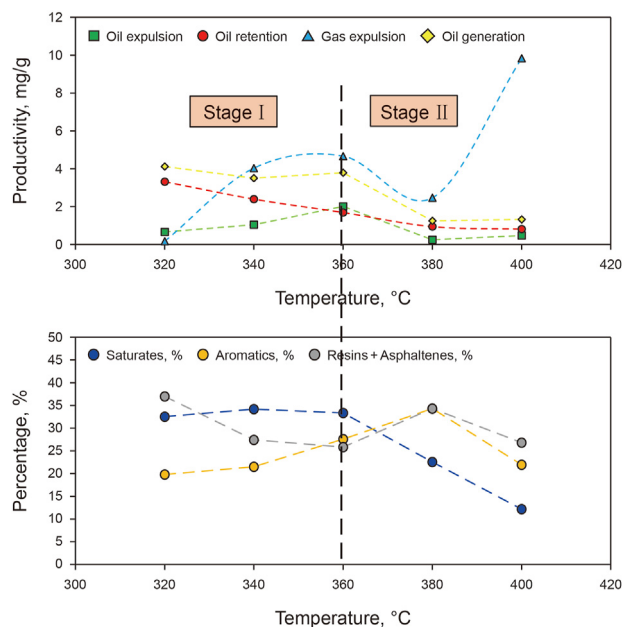 12
10
8
6
4
2
0
Productivity, mg/g
Oil expulsion Oil retention Gas expulsion Oil generation
Stage Ⅰ Stage Ⅱ
300 320 340 360 380 400 420
Temperature, °C
50
45
40
35
30
25
20
15
10
5
0
Percentage, %
Saturates, % Aromatics, % Resins + Asphaltenes, %
300 320 340 360 380 400 420
Temperature, °C